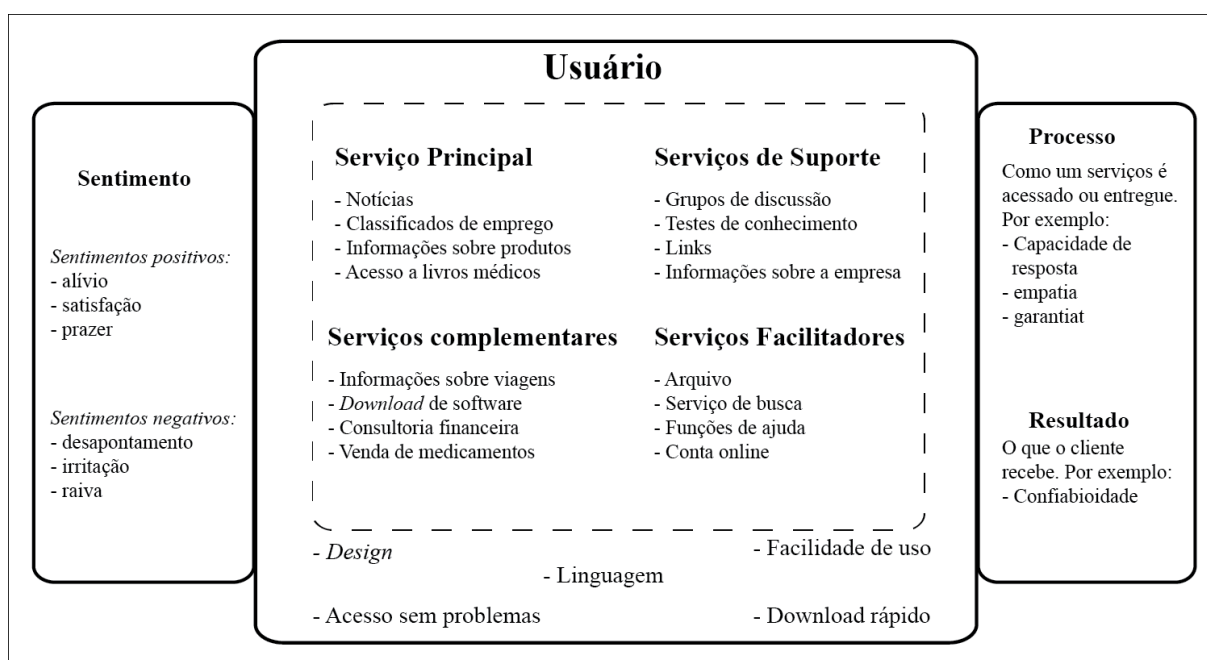 Usuário
Sentimento
Sentimentos positivos:
- alívio
- satisfação
- prazer
Sentimentos negativos:
- desapontamento
- irritação
- raiva
Serviço Principal
- Notícias
- Classificados de emprego
- Informações sobre produtos
- Acesso a livros médicos
Serviços de Suporte
- Grupos de discussão
- Testes de conhecimento
- Links
- Informações sobre a empresa
Serviços complementares
- Informações sobre viagens
- Download de software
- Consultoria financeira
- Venda de medicamentos
Serviços Facilitadores
- Arquivo
- Serviço de busca
- Funções de ajuda
- Conta online
- Design
- Facilidade de uso
- Linguagem
- Acesso sem problemas
- Download rápido
Processo
Como um serviços é
acessado ou entregue.
Por exemplo:
- Capacidade de
resposta
- empatia
- garantiat
Resultado
O que o cliente
recebe. Por exemplo:
- Confiabioidade